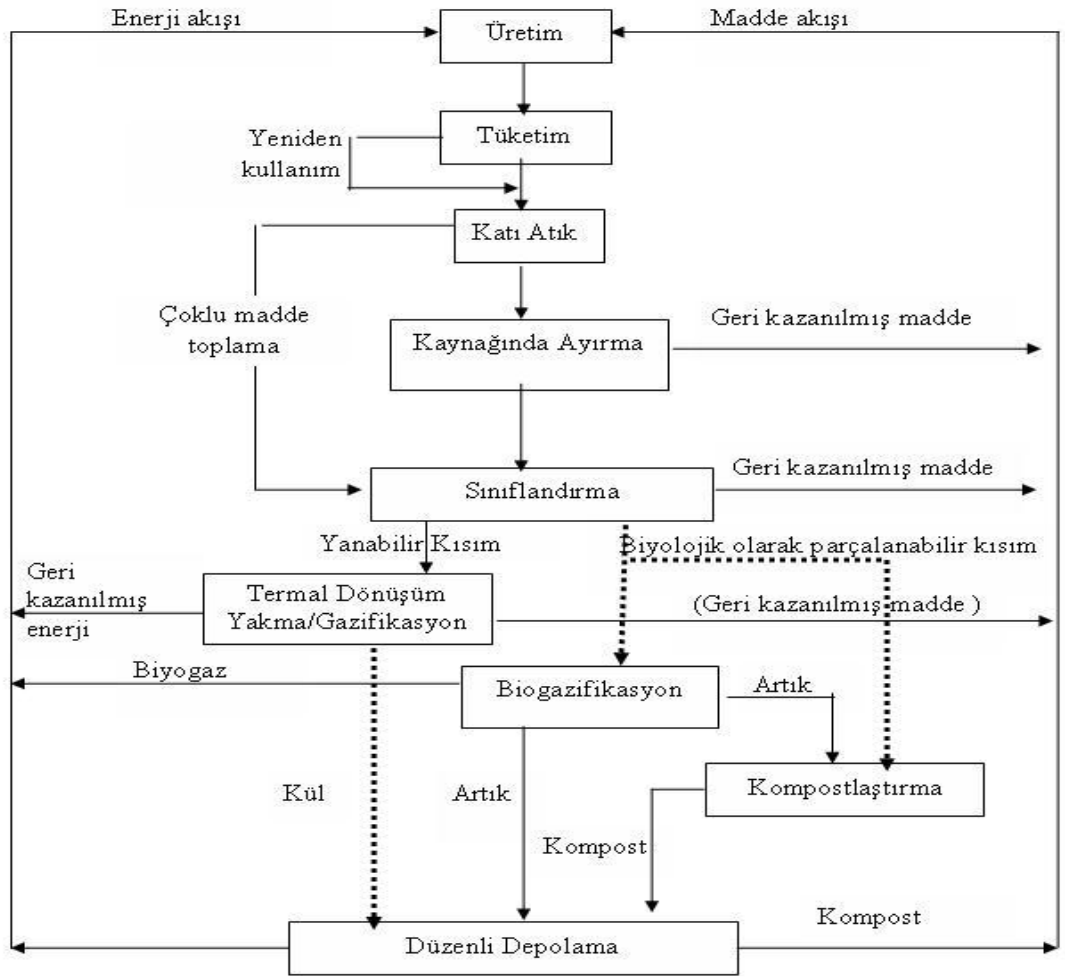 Enerji akışı
Madde akışı
Üretim
Tüketim
Yeniden
kullanım
Katı Atık
Çoklu madde
toplama
Kaynağında Ayırma
Geri kazanılmış madde
Sınıflandırma
Geri kazanılmış madde
Yanabilir Kısım
Biyolojik olarak parçalanabilir kısım
Geri
kazanılmış
enerji
Termal Dönüşüm
Yakma/Gazifikasyon
(Geri kazanılmış madde )
Biyogaz
Biogazifikasyon
Artık
Kül
Artık
Kompostlaştırma
Kompost
Düzenli Depolama
Kompost